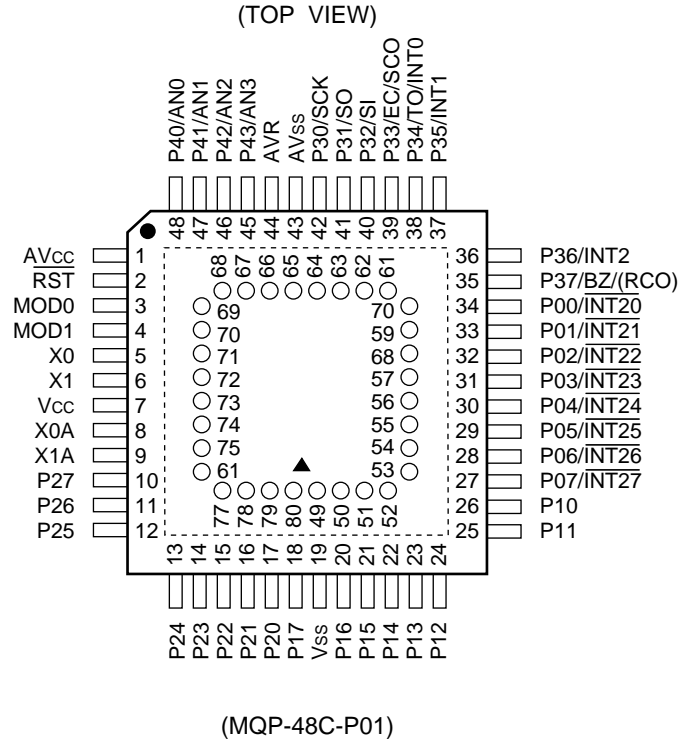 (TOP VIEW)
P40/AN0
P41/AN1
P42/AN2
P43/AN3
AVR
AVss
P30/SCK
P31/SO
P32/SI
P33/EC/SCO
P34/TO/INT0
P35/INT1
48 47 46 45 44 43 42 41 40 39 38 37
AVcc 1
RST 2
MOD0 3
MOD1 4
X0 5
X1 6
Vcc 7
X0A 8
X1A 9
P27 10
P26 11
P25 12
68 67 66 65 64 63 62 61
69
70
71
72
73
74
75
61
70
59
68
57
56
55
54
53
77 78 79 80 49 50 51 52
36 P36/INT2
35 P37/BZ/(RCO)
34 P00/INT20
33 P01/INT21
32 P02/INT22
31 P03/INT23
30 P04/INT24
29 P05/INT25
28 P06/INT26
27 P07/INT27
26 P10
25 P11
13 14 15 16 17 18 19 20 21 22 23 24
P24
P23
P22
P21
P20
P17
Vss
P16
P15
P14
P13
P12
(MQP-48C-P01)